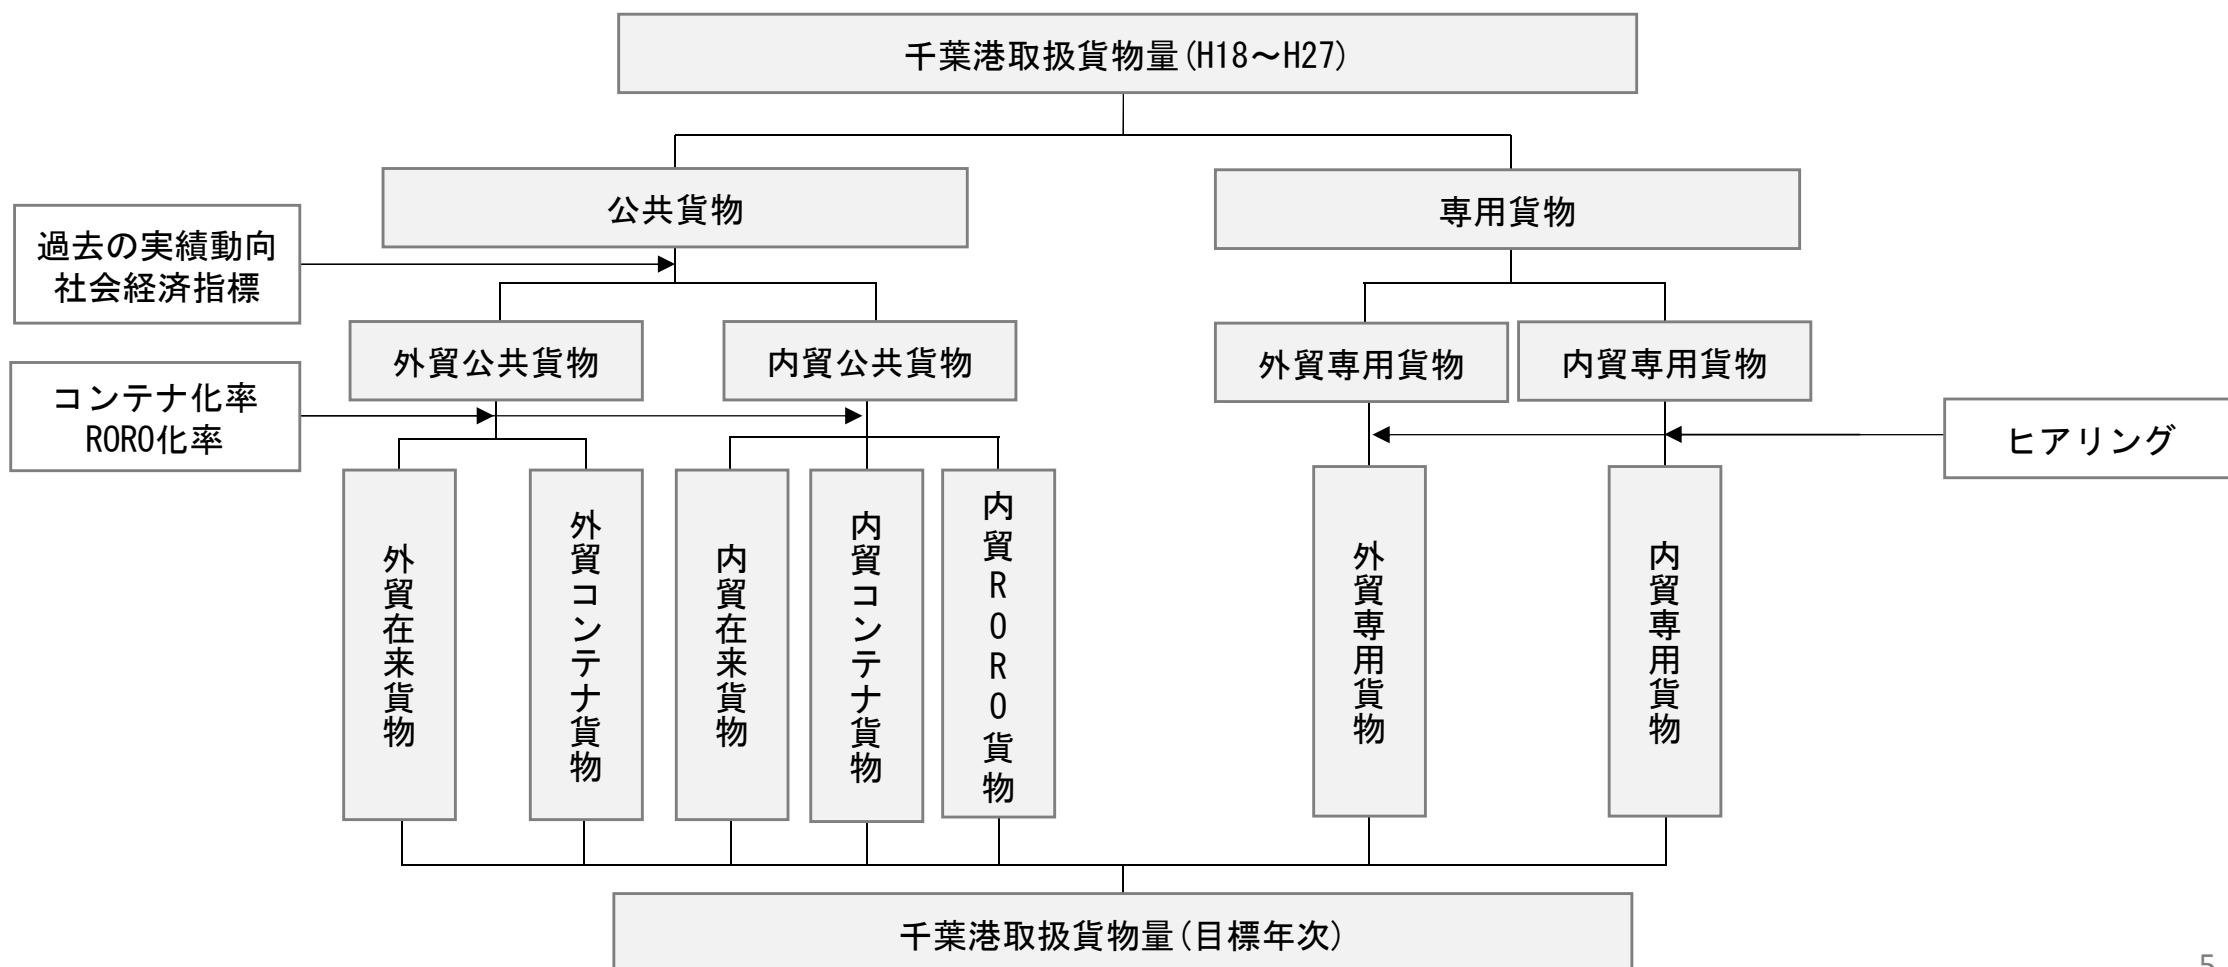 千葉港取扱貨物量(H18～H27)
公共貨物
専用貨物
過去の実績動向
社会経済指標
外貿公共貨物
内貿公共貨物
外貿専用貨物
内貿専用貨物
コンテナ化率
RORO化率
ヒアリング
外貿在来貨物
外貿コンテナ貨物
内貿在来貨物
内貿コンテナ貨物
内貿RORO貨物
外貿専用貨物
内貿専用貨物
千葉港取扱貨物量(目標年次)
5